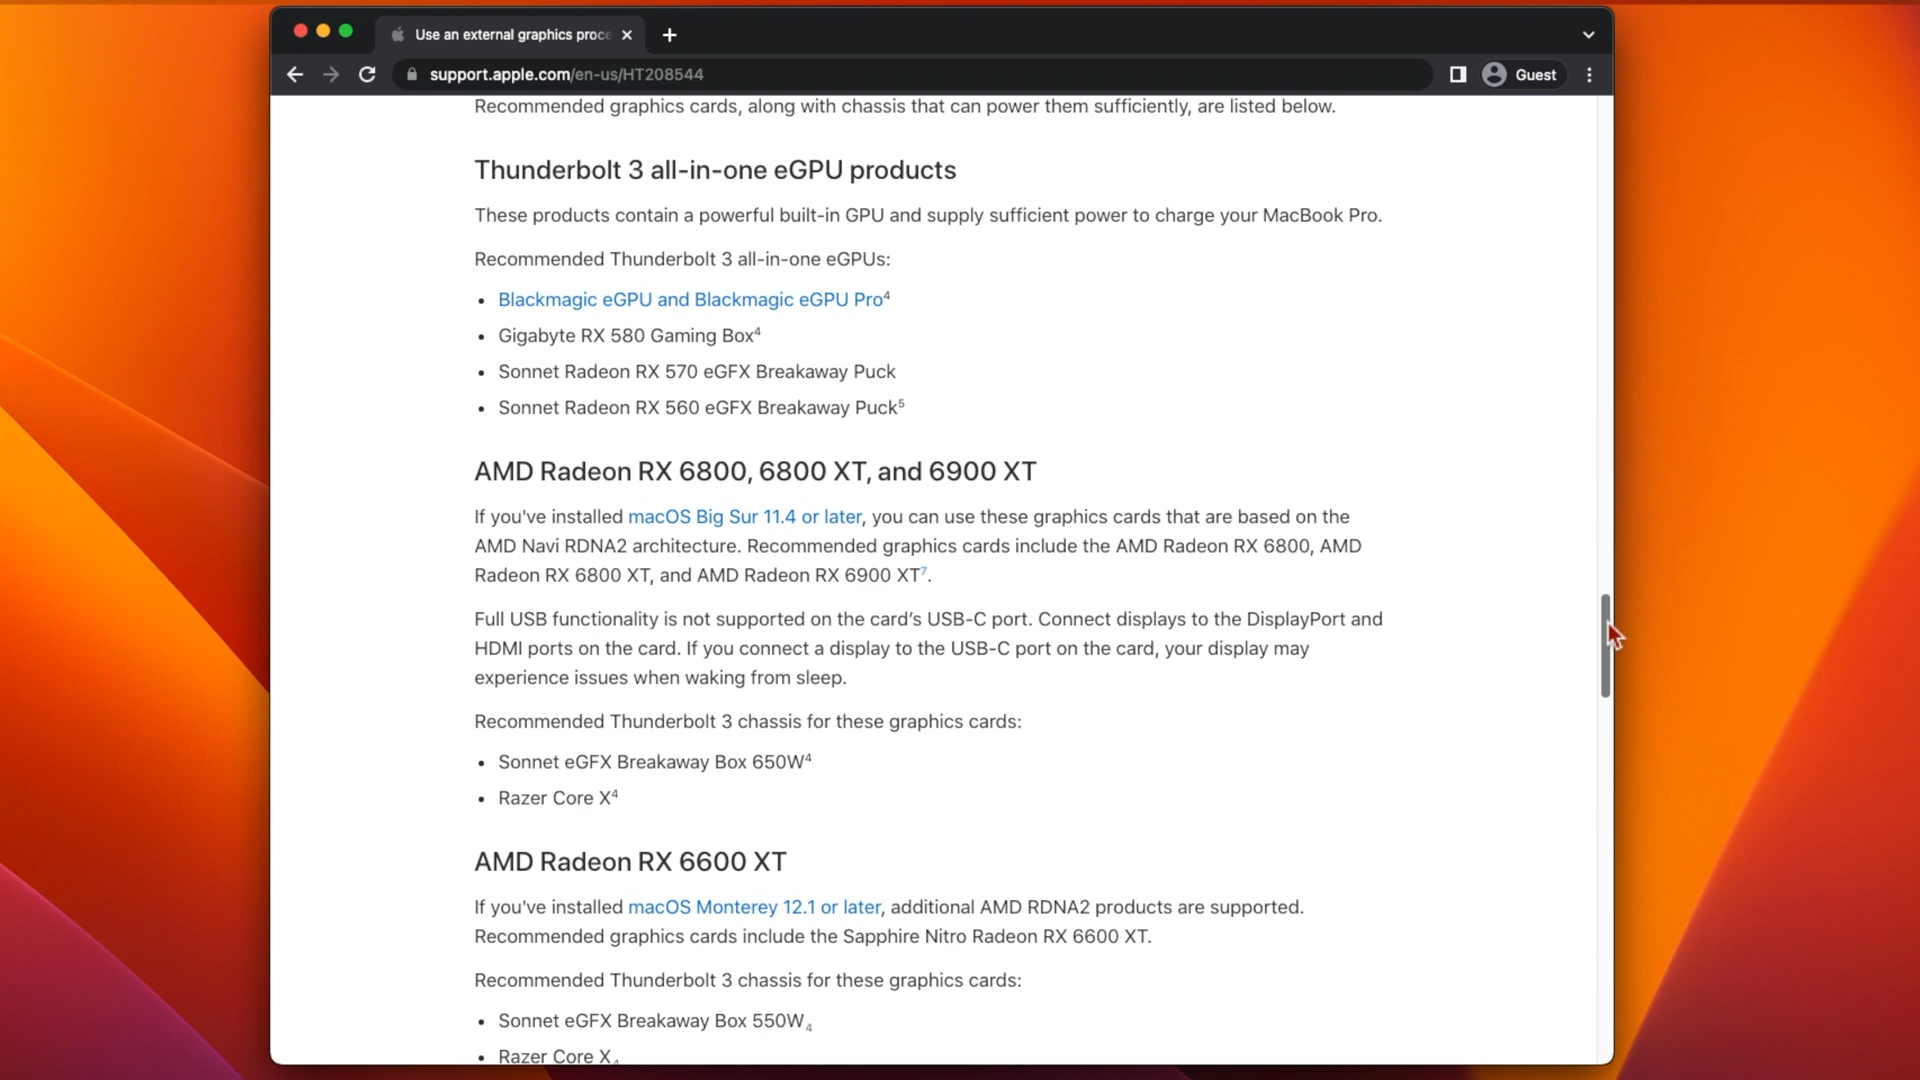 Use an external graphics proce
support.apple.com/en-us/HT208544
Guest
Recommended graphics cards, along with chassis that can power them sufficiently, are listed below.
Thunderbolt 3 all-in-one eGPU products
These products contain a powerful built-in GPU and supply sufficient power to charge your MacBook Pro.
Recommended Thunderbolt 3 all-in-one eGPUs:
• Blackmagic eGPU and Blackmagic eGPU Pro⁴
• Gigabyte RX 580 Gaming Box⁴
• Sonnet Radeon RX 570 eGFX Breakaway Puck
• Sonnet Radeon RX 560 eGFX Breakaway Puck⁵
AMD Radeon RX 6800, 6800 XT, and 6900 XT
If you've installed macOS Big Sur 11.4 or later, you can use these graphics cards that are based on the
AMD Navi RDNA2 architecture. Recommended graphics cards include the AMD Radeon RX 6800, AMD
Radeon RX 6800 XT, and AMD Radeon RX 6900 XT⁷.
Full USB functionality is not supported on the card’s USB-C port. Connect displays to the DisplayPort and
HDMI ports on the card. If you connect a display to the USB-C port on the card, your display may
experience issues when waking from sleep.
Recommended Thunderbolt 3 chassis for these graphics cards:
• Sonnet eGFX Breakaway Box 650W⁴
• Razer Core X⁴
AMD Radeon RX 6600 XT
If you've installed macOS Monterey 12.1 or later, additional AMD RDNA2 products are supported.
Recommended graphics cards include the Sapphire Nitro Radeon RX 6600 XT.
Recommended Thunderbolt 3 chassis for these graphics cards:
• Sonnet eGFX Breakaway Box 550W₄
• Razer Core X₄